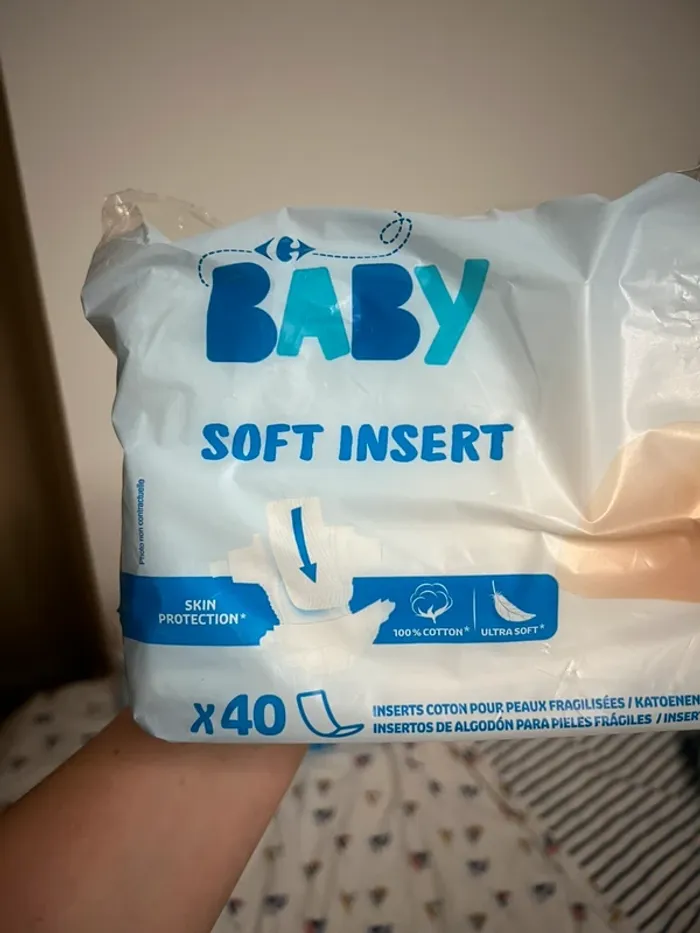 BABY
SOFT INSERT
Photo non contractuelle
SKIN
PROTECTION*
100% COTTON*
ULTRA SOFT*
x40
INSERTS COTON POUR PEAUX FRAGILISÉES / KATOENEN
INSERTOS DE ALGODÓN PARA PIELES FRÁGILES /